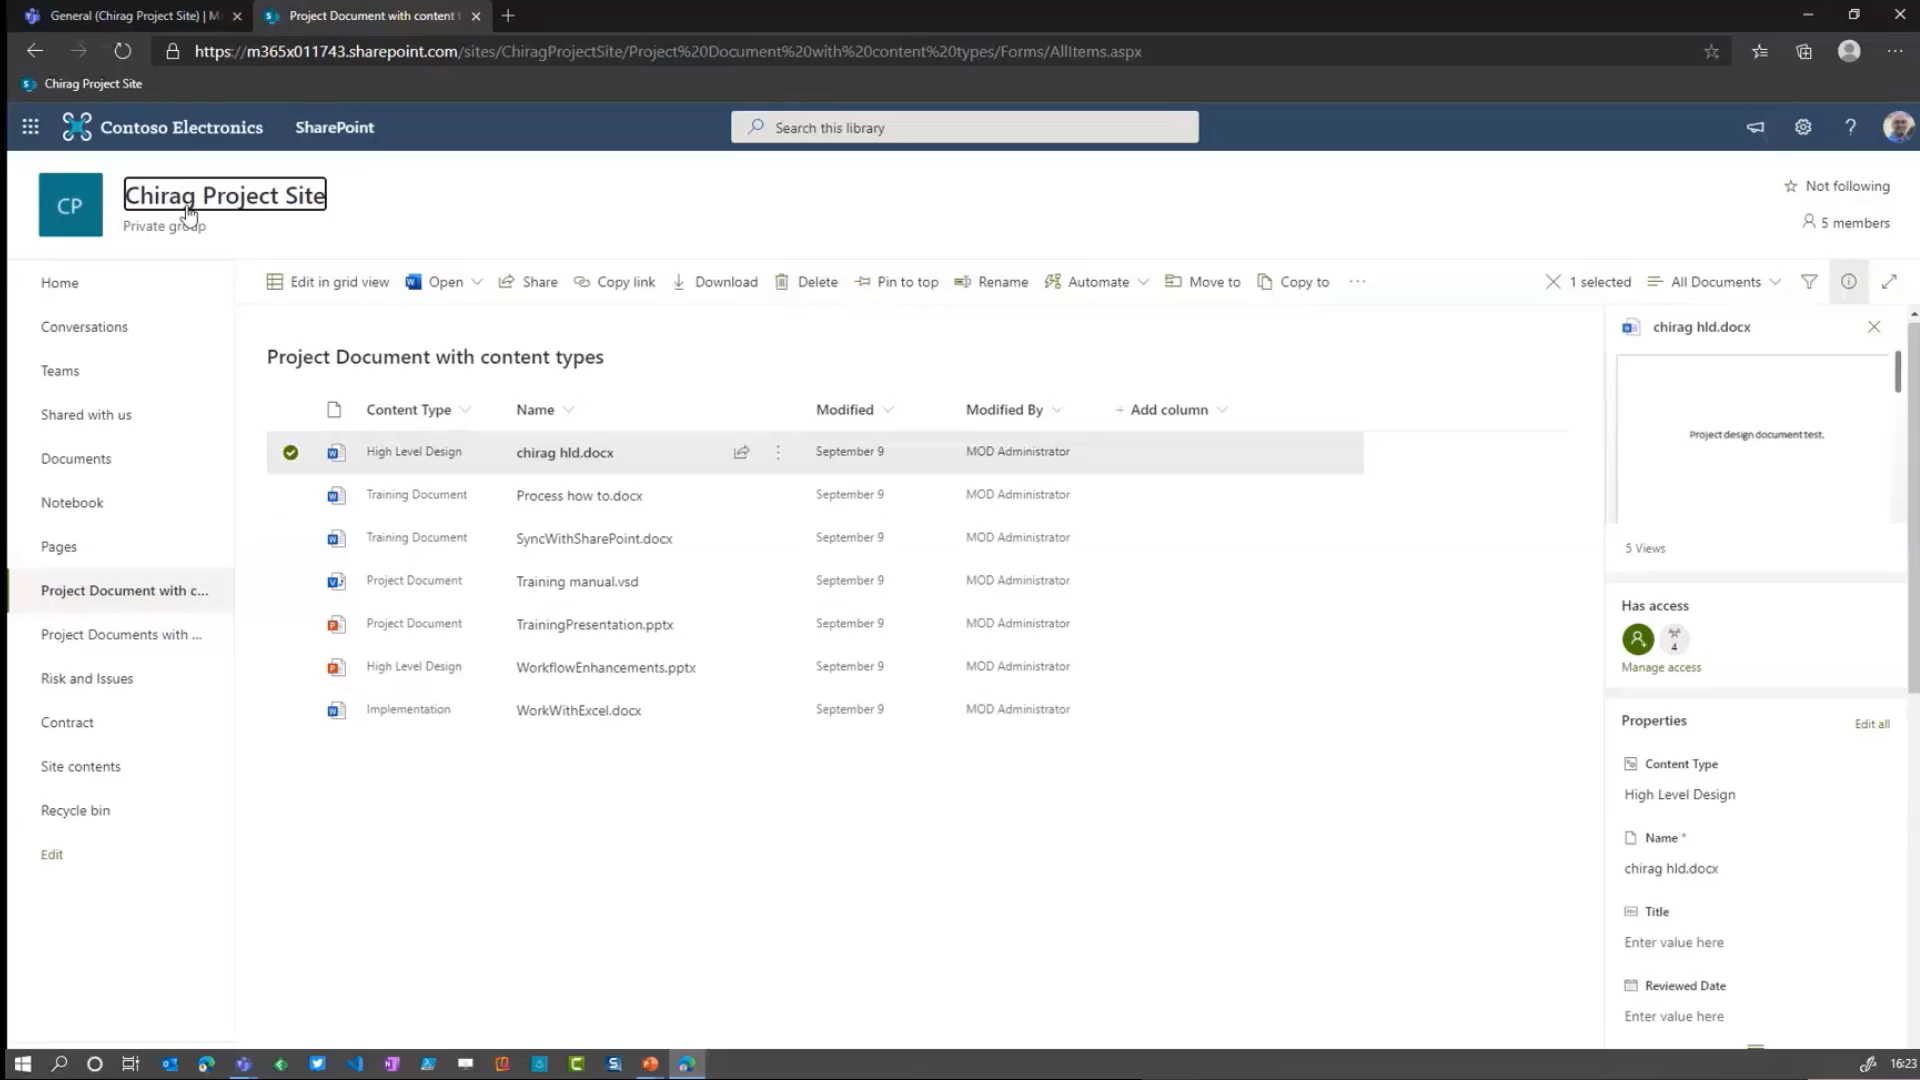 General (Chirag Project Site) | M
Project Document with content t
https://m365x011743.sharepoint.com/sites/ChiragProjectSite/Project%20Document%20with%20content%20types/Forms/AllItems.aspx
Chirag Project Site
Contoso Electronics
SharePoint
Search this library
CP
Chirag Project Site
Private group
Not following
5 members
Home
Conversations
Teams
Shared with us
Documents
Notebook
Pages
Project Document with c...
Project Documents with ...
Risk and Issues
Contract
Site contents
Recycle bin
Edit
Edit in grid view
Open
Share
Copy link
Download
Delete
Pin to top
Rename
Automate
Move to
Copy to
1 selected
All Documents
Project Document with content types
Content Type Name Modified Modified By + Add column
High Level Design chirag hld.docx September 9 MOD Administrator
Training Document Process how to.docx September 9 MOD Administrator
Training Document SyncWithSharePoint.docx September 9 MOD Administrator
Project Document Training manual.vsd September 9 MOD Administrator
Project Document TrainingPresentation.pptx September 9 MOD Administrator
High Level Design WorkflowEnhancements.pptx September 9 MOD Administrator
Implementation WorkWithExcel.docx September 9 MOD Administrator
chirag hld.docx
Project design document test.
5 Views
Has access
4
Manage access
Properties
Edit all
Content Type
High Level Design
Name *
chirag hld.docx
Title
Enter value here
Reviewed Date
Enter value here
16:23